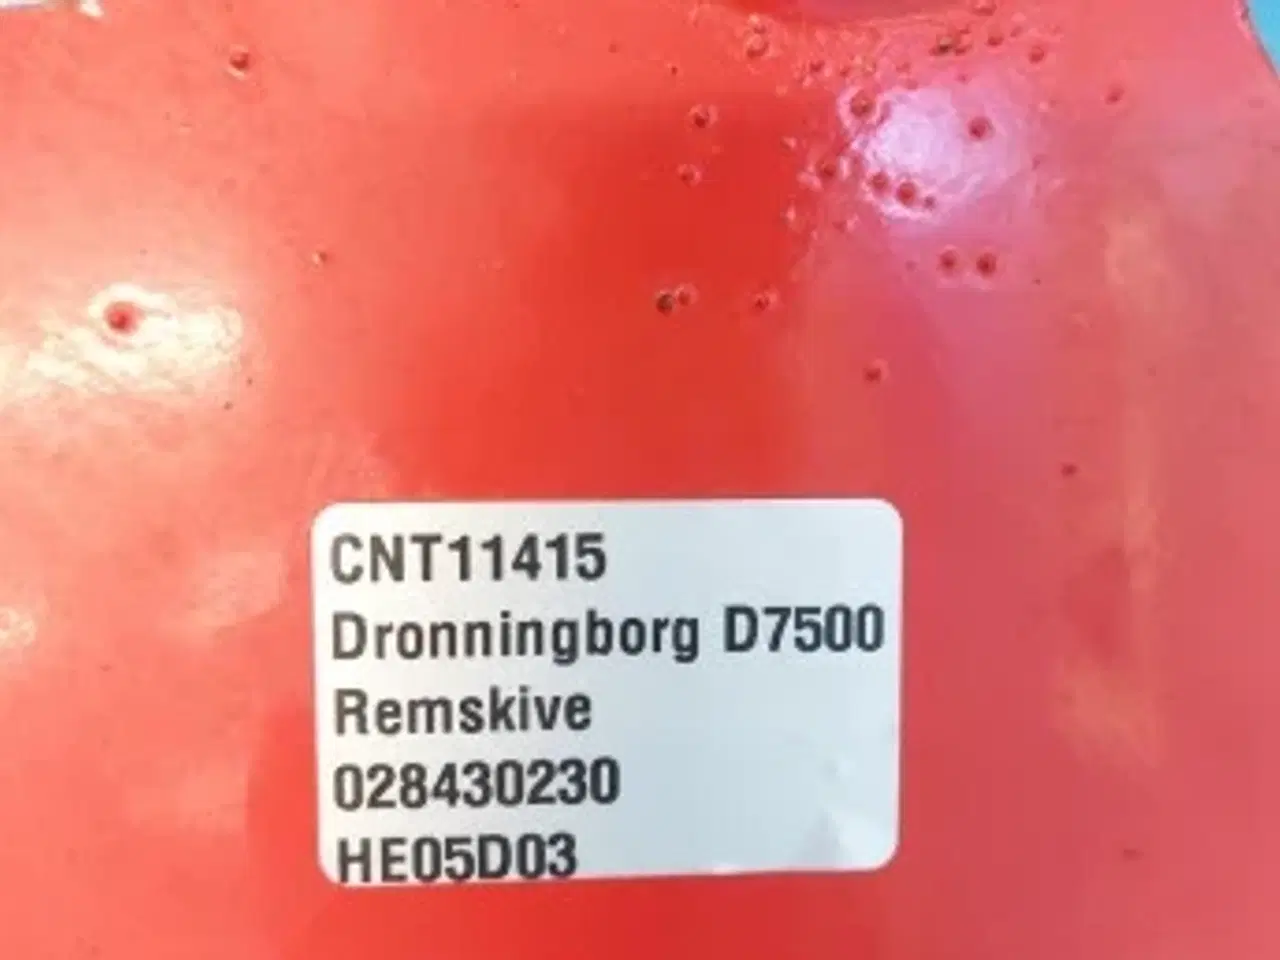 CNT11415
Dronningborg D7500
Remskive
028430230
HE05D03